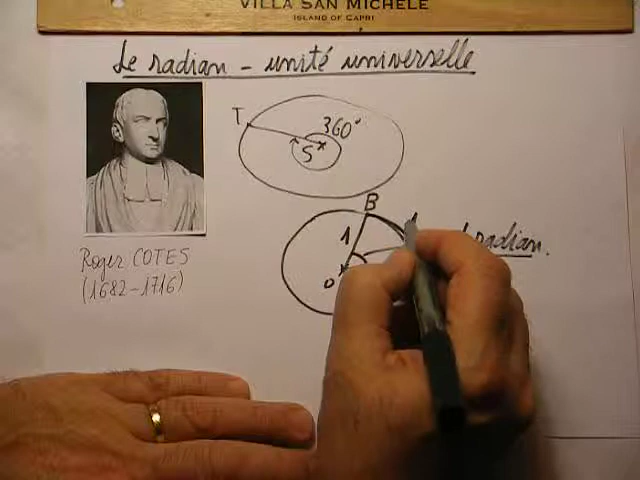 VILLA SAN MICHELE
ISLAND OF CAPRI
Le radian - unité universelle
T
360°
S
B
1
radian.
O
Roger COTES
(1682-1716)